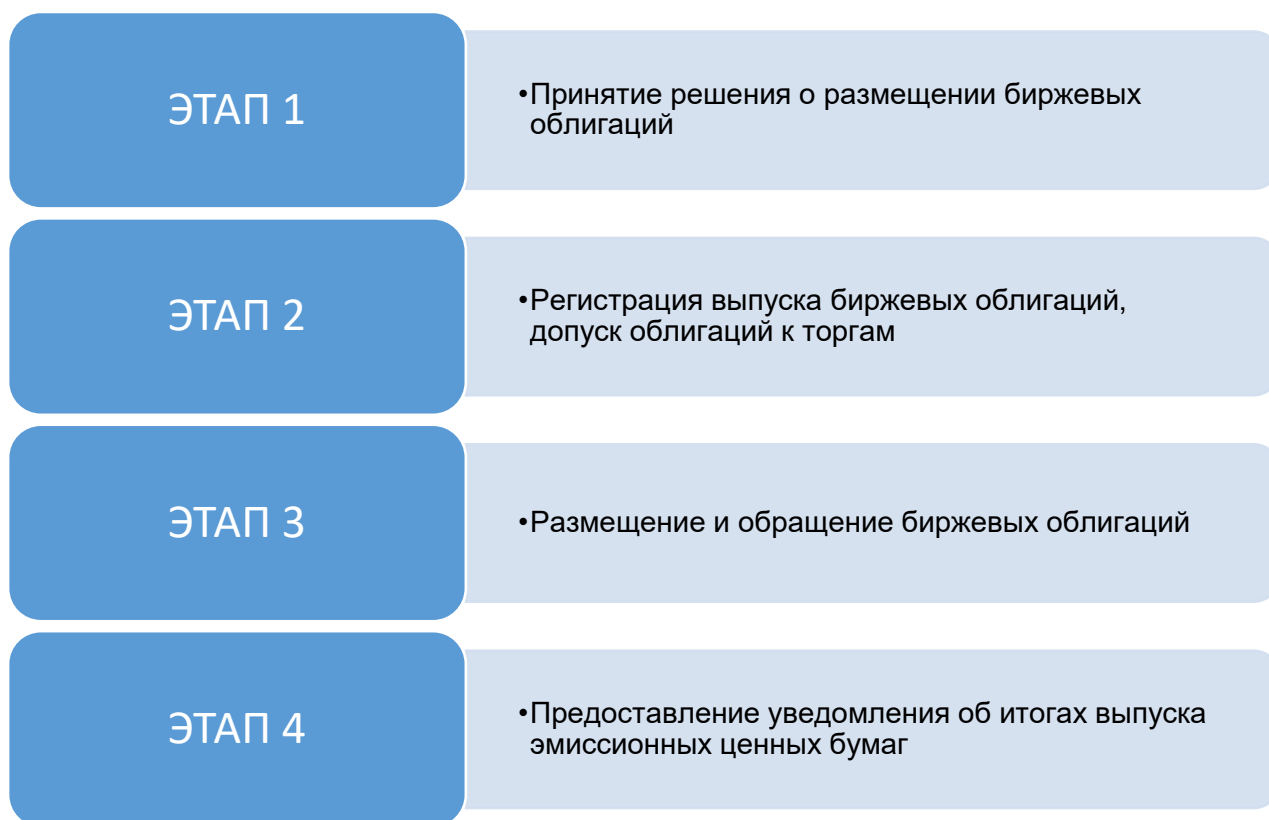 ЭТАП 1
•Принятие решения о размещении биржевых
облигаций
ЭТАП 2
•Регистрация выпуска биржевых облигаций,
допуск облигаций к торгам
ЭТАП 3
•Размещение и обращение биржевых облигаций
ЭТАП 4
•Предоставление уведомления об итогах выпуска
эмиссионных ценных бумаг